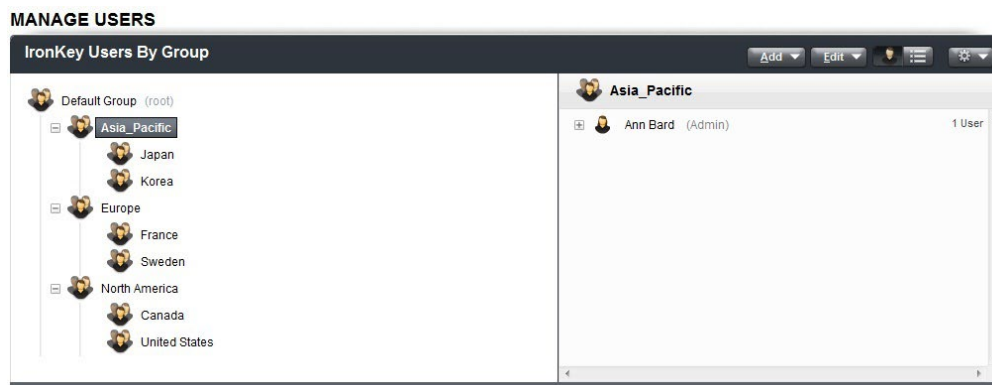 MANAGE USERS
IronKey Users By Group
Add
Edit
Default Group (root)
Asia_Pacific
Japan
Korea
Europe
France
Sweden
North America
Canada
United States
Asia_Pacific
Ann Bard (Admin)
1 User